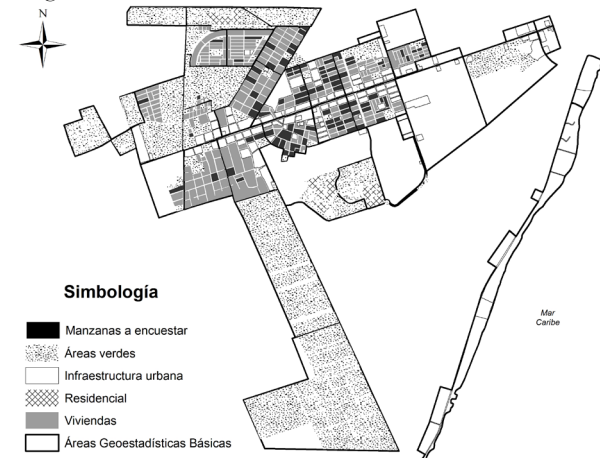 N
Mar
Caribe
Simbología
Manzanas a encuestar
Áreas verdes
Infraestructura urbana
Residencial
Viviendas
Áreas Geoestadísticas Básicas